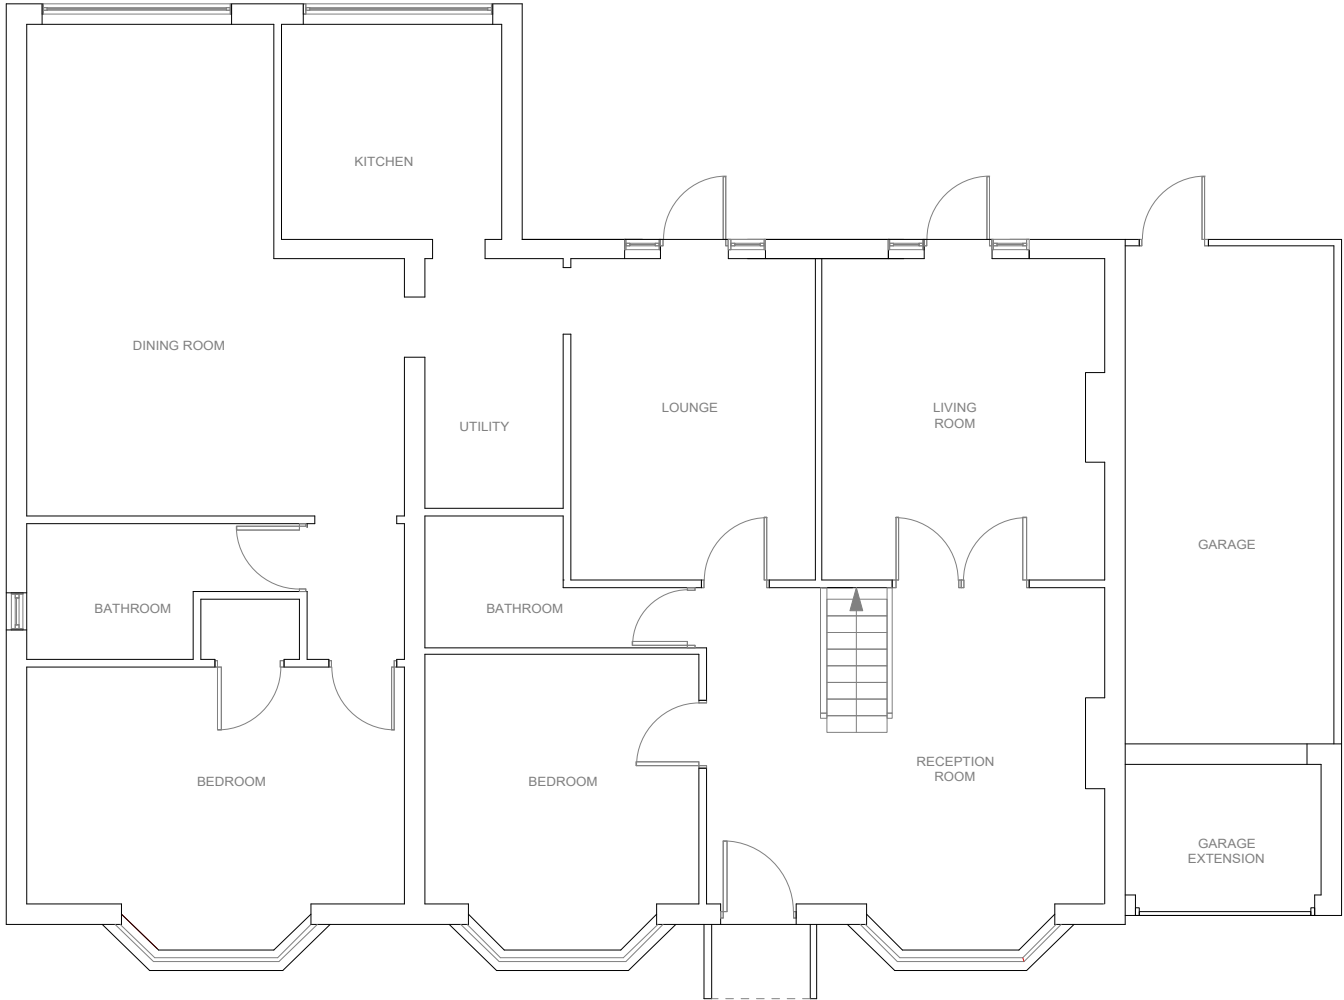 KITCHEN
DINING ROOM
UTILITY
LOUNGE
LIVING
ROOM
GARAGE
BATHROOM
BATHROOM
BEDROOM
BEDROOM
RECEPTION
ROOM
GARAGE
EXTENSION